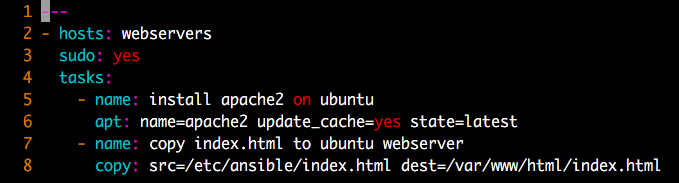 1 ---
2 - hosts: webservers
3   sudo: yes
4   tasks:
5     - name: install apache2 on ubuntu
6       apt: name=apache2 update_cache=yes state=latest
7     - name: copy index.html to ubuntu webserver
8       copy: src=/etc/ansible/index.html dest=/var/www/html/index.html